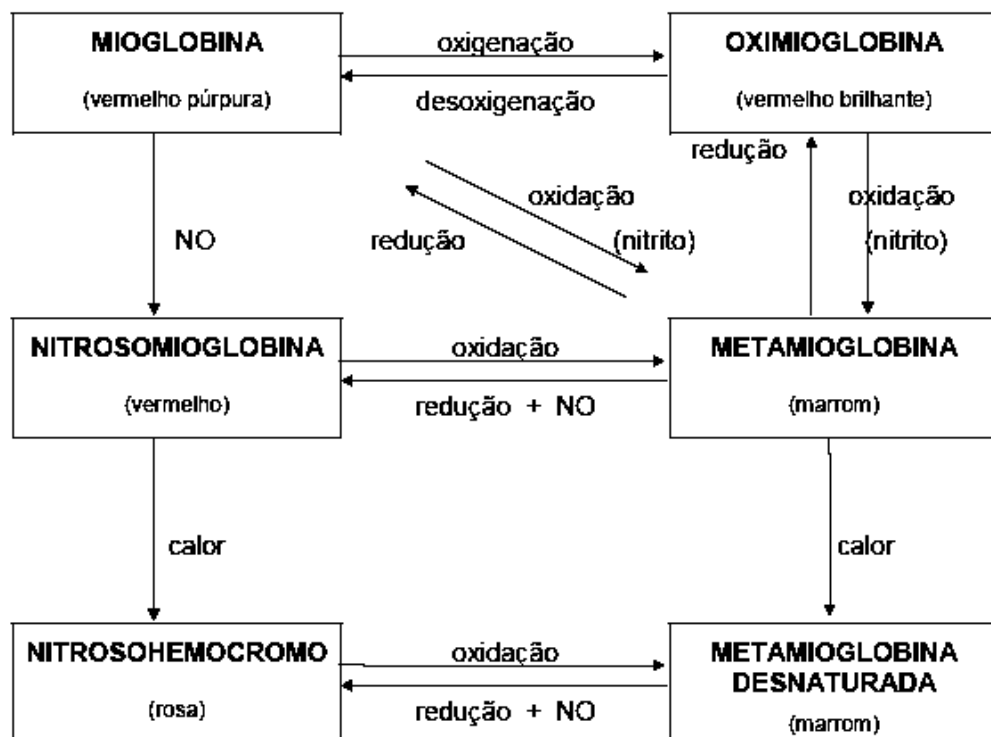 MIOGLOBINA
(vermelho púrpura)
oxigenação
desoxigenação
OXIMIOGLOBINA
(vermelho brilhante)
NO
redução
oxidação
(nitrito)
redução
oxidação
(nitrito)
NITROSOMIOGLOBINA
(vermelho)
oxidação
redução + NO
METAMIOGLOBINA
(marrom)
calor
calor
NITROSOHEMOCROMO
(rosa)
oxidação
redução + NO
METAMIOGLOBINA
DESNATURADA
(marrom)